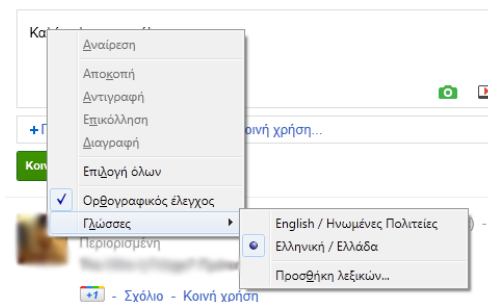 Αναίρεση
Αποκοπή
Αντιγραφή
Επικόλληση
Διαγραφή
Επιλογή όλων
Ορθογραφικός έλεγχος
Γλώσσες
English / Ηνωμένες Πολιτείες
Ελληνική / Ελλάδα
Προσθήκη λεξικών...
κοινή χρήση...
Περιορισμένη
+1 - Σχόλιο - Κοινή χρήση